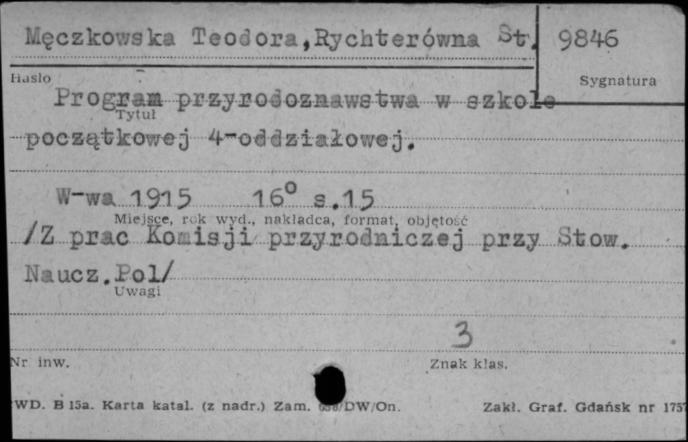 Męczkowska Teodora,Rychterówna St. 9846
Hasło Sygnatura
Program przyrodoznawstwa w szkole
Tytuł
początkowej 4-oddziałowej.
W-wa 1915 16° s.15
Miejsce, rok wyd., nakładca, format, objętość
/Z prac Komisji przyrodniczej przy Stow.
Naucz.Pol/
Uwagi
3
Nr inw. Znak klas.
WD. B 15a. Karta katal. (z nadr.) Zam. DW/On. Zakł. Graf. Gdańsk nr 1757